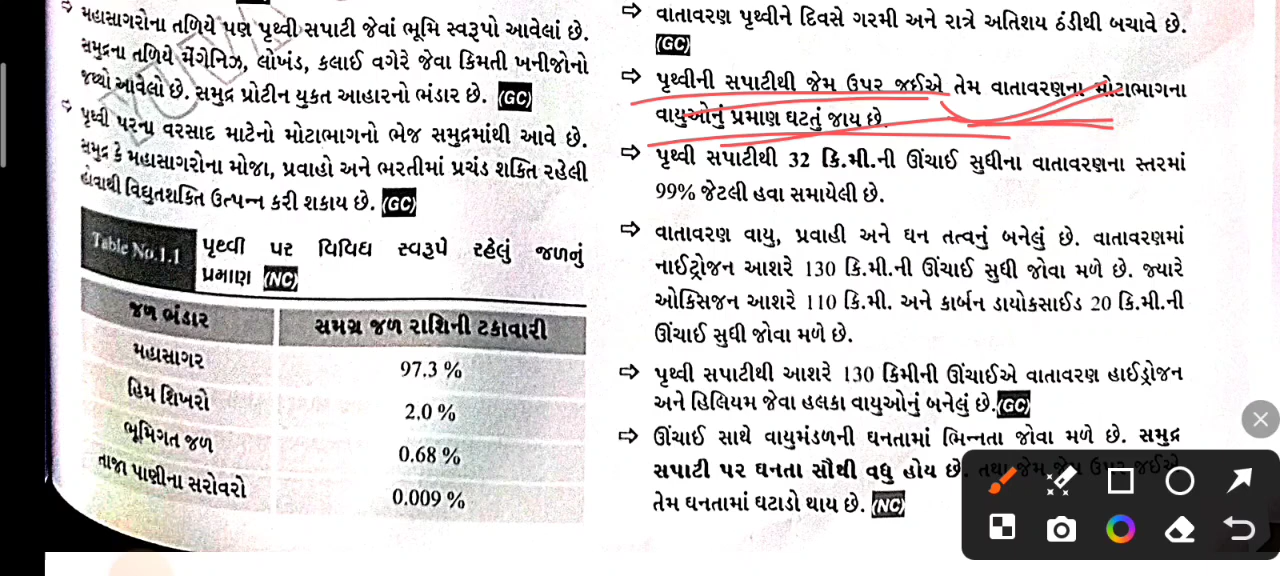 મહાસાગરોના તળિયે પણ પૃથ્વી સપાટી જેવાં ભૂમિ સ્વરૂપો આવેલાં છે.
સમુદ્રના તળિયે મેંગેનિઝ, લોખંડ, કલાઈ વગેરે જેવા કિંમતી ખનીજોનો
જથ્થો આવેલો છે. સમુદ્ર પ્રોટીન યુકત આહારનો ભંડાર છે. (GC)
પૃથ્વી પરના વરસાદ માટેનો મોટાભાગનો ભેજ સમુદ્રમાંથી આવે છે.
સમુદ્ર કે મહાસાગરોના મોજા, પ્રવાહો અને ભરતીમાં પ્રચંડ શક્તિ રહેલી
હોવાથી વિદ્યુતશક્તિ ઉત્પન્ન કરી શકાય છે. (GC)
Table No.1.1 પૃથ્વી પર વિવિધ સ્વરૂપે રહેલું જળનું
પ્રમાણ (NC)
જળ ભંડાર સમગ્ર જળ રાશિની ટકાવારી
મહાસાગર 97.3 %
હિમ શિખરો 2.0 %
ભૂમિગત જળ 0.68 %
તાજા પાણીના સરોવરો 0.009 %
⇨ વાતાવરણ પૃથ્વીને દિવસે ગરમી અને રાત્રે અતિશય ઠંડીથી બચાવે છે.
(GC)
⇨ પૃથ્વીની સપાટીથી જેમ ઉપર જઈએ તેમ વાતાવરણના મોટાભાગના
વાયુઓનું પ્રમાણ ઘટતું જાય છે.
⇨ પૃથ્વી સપાટીથી 32 કિ.મી.ની ઊંચાઈ સુધીના વાતાવરણના સ્તરમાં
99% જેટલી હવા સમાયેલી છે.
⇨ વાતાવરણ વાયુ, પ્રવાહી અને ઘન તત્વનું બનેલું છે. વાતાવરણમાં
નાઈટ્રોજન આશરે 130 કિ.મી.ની ઊંચાઈ સુધી જોવા મળે છે. જ્યારે
ઓકિસજન આશરે 110 કિ.મી. અને કાર્બન ડાયોકસાઈડ 20 કિ.મી.ની
ઊંચાઈ સુધી જોવા મળે છે.
⇨ પૃથ્વી સપાટીથી આશરે 130 કિમીની ઊંચાઈએ વાતાવરણ હાઈડ્રોજન
અને હિલિયમ જેવા હલકા વાયુઓનું બનેલું છે.(GC)
⇨ ઊંચાઈ સાથે વાયુમંડળની ઘનતામાં ભિન્નતા જોવા મળે છે. સમુદ્ર
સપાટી પર ઘનતા સૌથી વધુ હોય છે. તથા જેમ જેમ ઉપર જઈએ
તેમ ઘનતામાં ઘટાડો થાય છે. (NC)